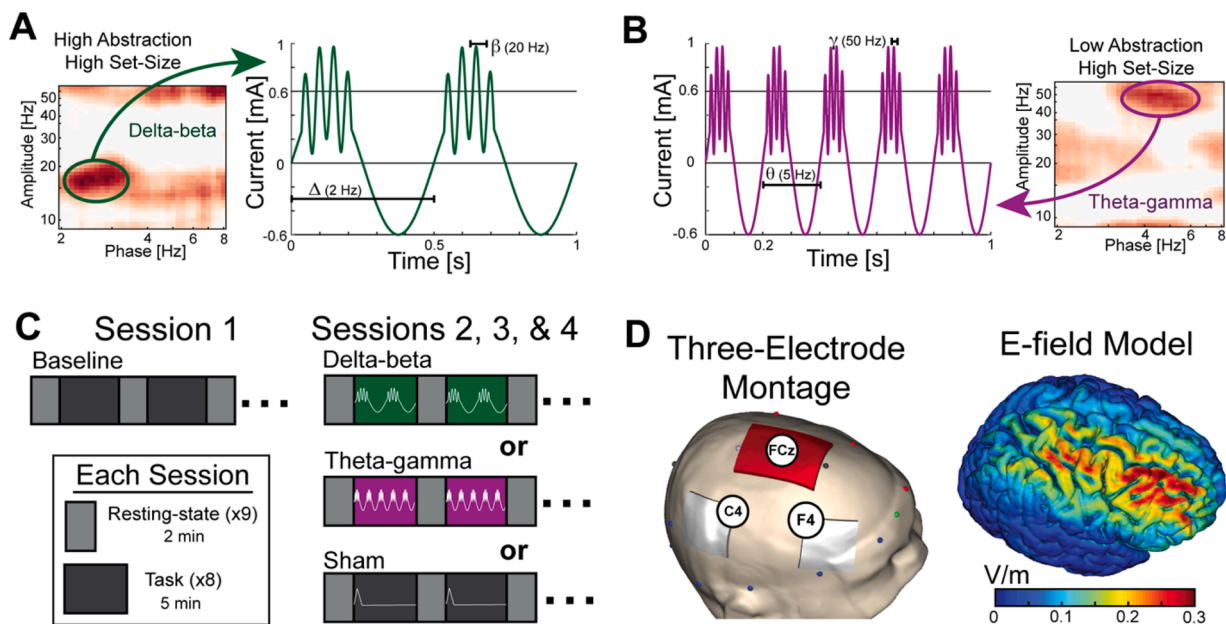 A
High Abstraction
High Set-Size
Amplitude [Hz]
50
40
30
20
10
Delta-beta
2
4
6
8
Phase [Hz]
Current [mA]
1
0.6
0
-0.6
β (20 Hz)
Δ (2 Hz)
0
0.5
1
Time [s]
B
Current [mA]
1
0.6
0
-0.6
γ (50 Hz)
θ (5 Hz)
0
0.2
1
Time [s]
Low Abstraction
High Set-Size
Amplitude [Hz]
50
40
30
20
10
Theta-gamma
2
4
6
8
Phase [Hz]
C
Session 1
Baseline
Each Session
Resting-state (x9)
2 min
Task (x8)
5 min
Sessions 2, 3, & 4
Delta-beta
or
Theta-gamma
or
Sham
D
Three-Electrode
Montage
FCz
C4
F4
E-field Model
V/m
0
0.1
0.2
0.3